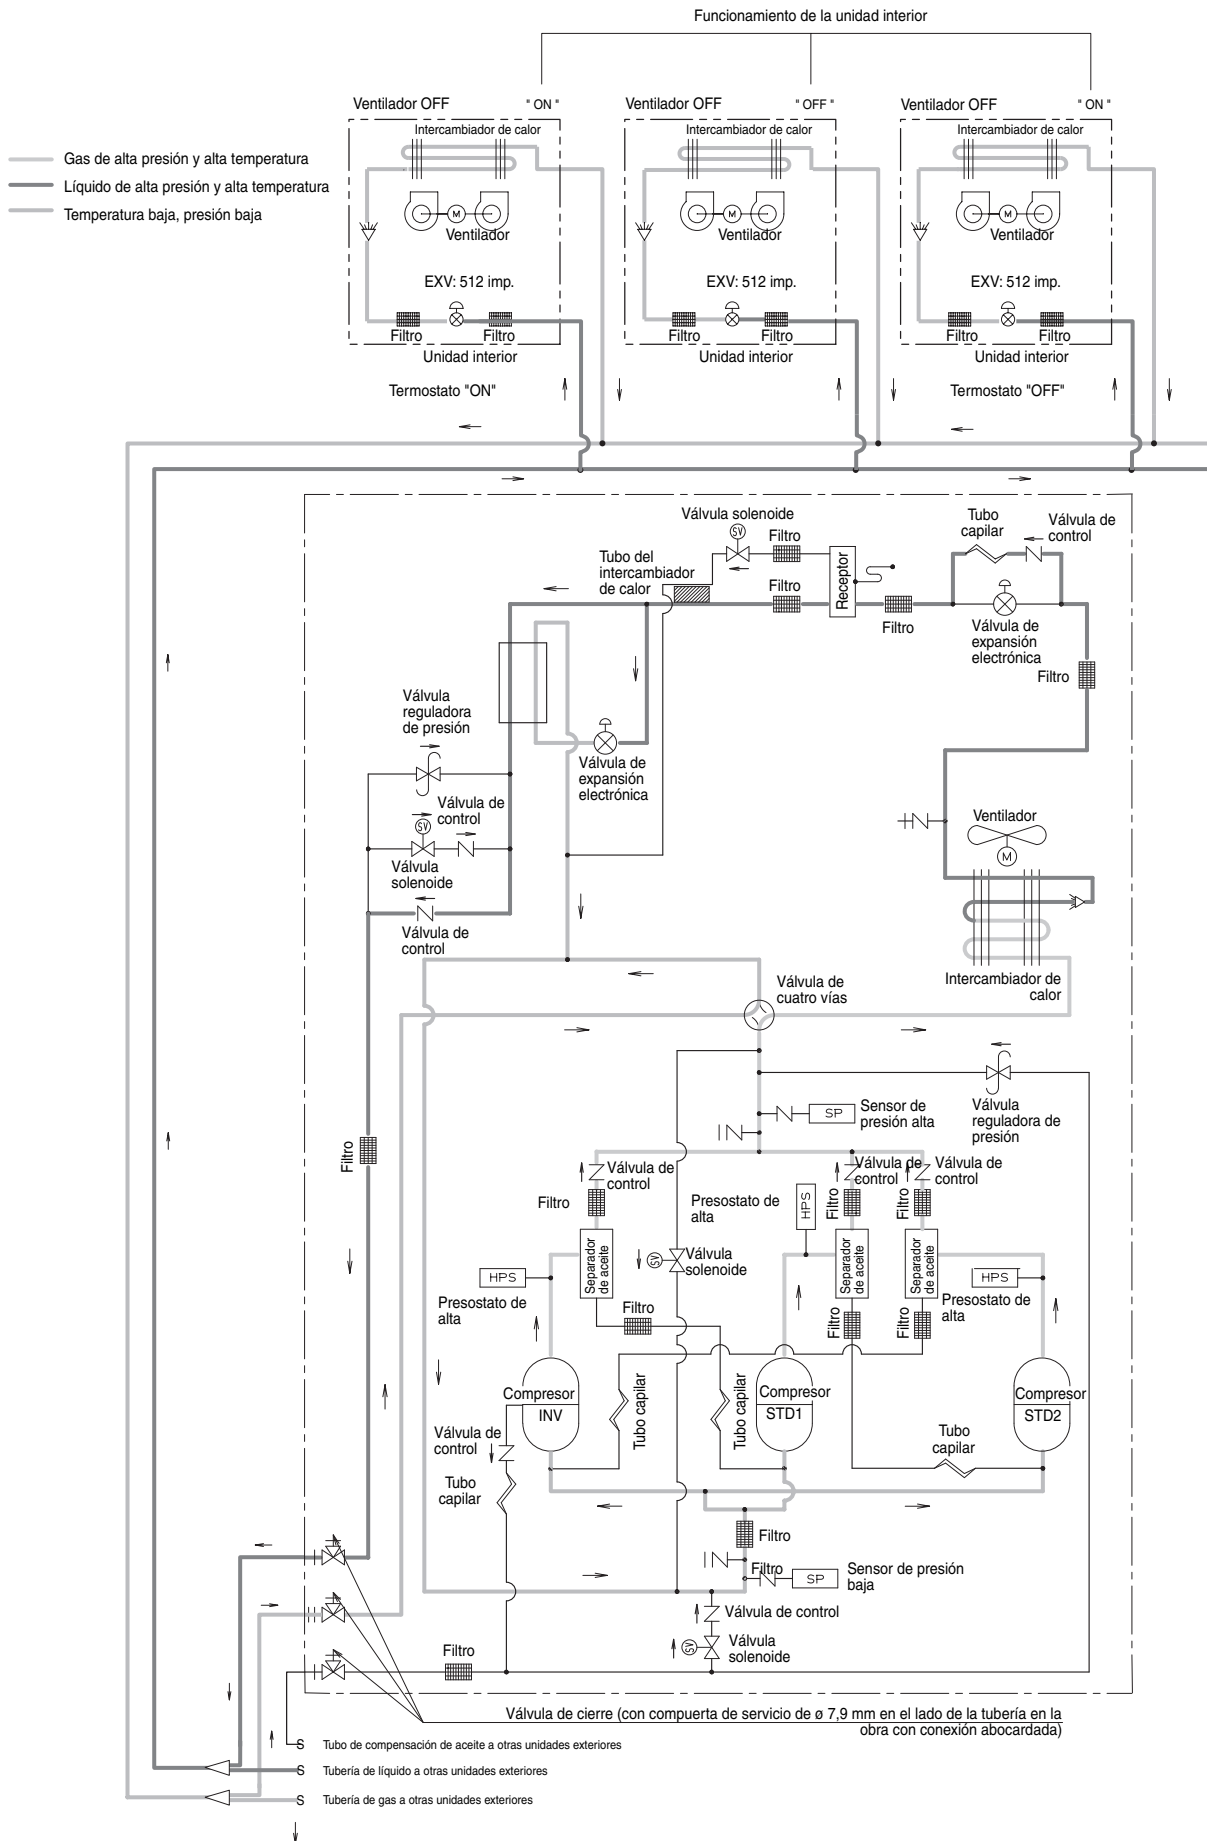 Funcionamiento de la unidad interior
Ventilador OFF " ON "
Ventilador OFF " OFF "
Ventilador OFF " ON "
Intercambiador de calor
Intercambiador de calor
Intercambiador de calor
Gas de alta presión y alta temperatura
Líquido de alta presión y alta temperatura
Temperatura baja, presión baja
M
M
M
Ventilador
Ventilador
Ventilador
EXV: 512 imp.
EXV: 512 imp.
EXV: 512 imp.
Filtro
Filtro
Filtro
Filtro
Filtro
Filtro
Unidad interior
Unidad interior
Unidad interior
Termostato "ON"
Termostato "OFF"
Válvula solenoide
SV
Filtro
Tubo
capilar
Válvula de
control
Tubo del
intercambiador
de calor
Filtro
Receptor
Filtro
Válvula de
expansión
electrónica
Filtro
Válvula
reguladora
de presión
Válvula de
expansión
electrónica
Válvula de
control
SV
Válvula
solenoide
Válvula de
control
Ventilador
M
Intercambiador de
calor
Válvula de
cuatro vías
SP
Sensor de
presión alta
Válvula
reguladora de
presión
Filtro
Válvula de
control
Válvula de
control
Válvula de
control
Filtro
Presostato de
alta
HPS
Filtro
Filtro
Separador
de aceite
SV
Válvula
solenoide
Separador
de aceite
Separador
de aceite
HPS
Presostato de
alta
HPS
Presostato de
alta
Filtro
Filtro
Filtro
Compresor
INV
Tubo capilar
Tubo capilar
Compresor
STD1
Compresor
STD2
Válvula de
control
Tubo
capilar
Tubo
capilar
Filtro
Filtro
SP
Sensor de presión
baja
Válvula de control
SV
Válvula
solenoide
Filtro
Válvula de cierre (con compuerta de servicio de ø 7,9 mm en el lado de la tubería en la
obra con conexión abocardada)
S Tubo de compensación de aceite a otras unidades exteriores
S Tubería de líquido a otras unidades exteriores
S Tubería de gas a otras unidades exteriores